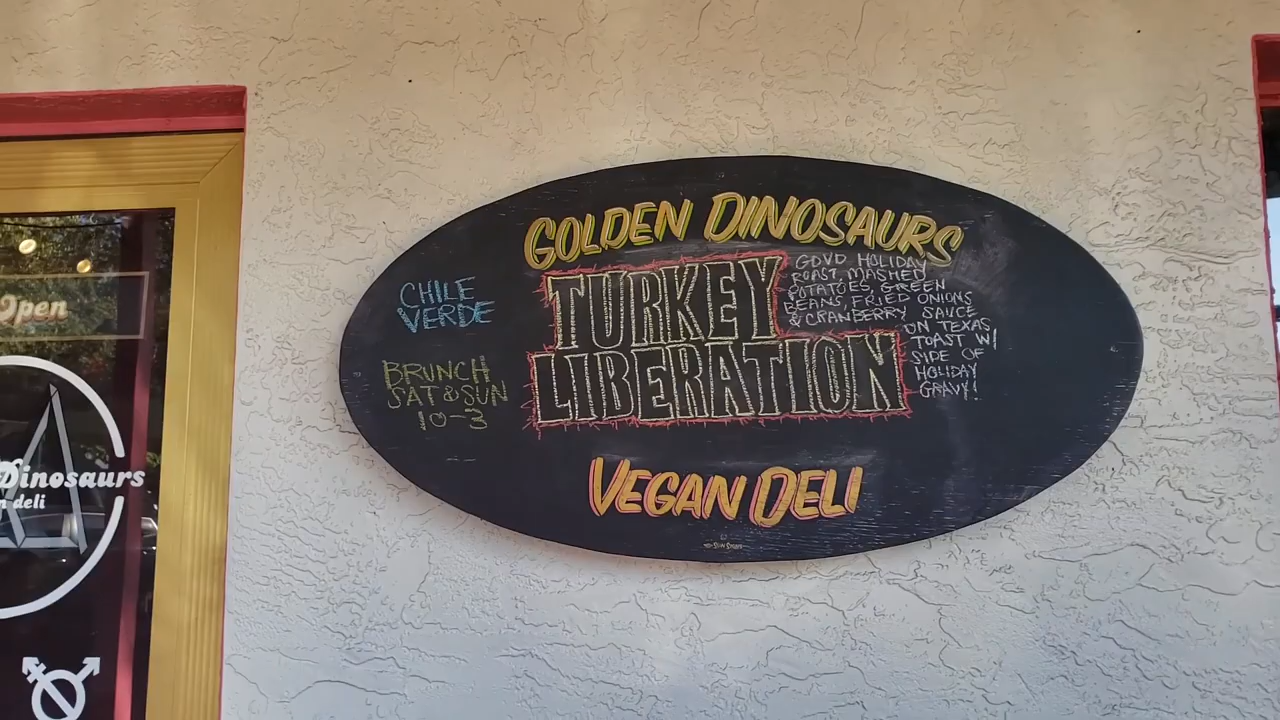 Open
Dinosaurs
deli
GOLDEN DINOSAURS
CHILE
VERDE
BRUNCH
SAT & SUN
10-3
TURKEY
LIBERATION
GDVD HOLIDAY
ROAST, MASHED
POTATOES, GREEN
BEANS, FRIED ONIONS
& CRANBERRY SAUCE
ON TEXAS
TOAST W/
SIDE OF
HOLIDAY
GRAVY!
VEGAN DELI